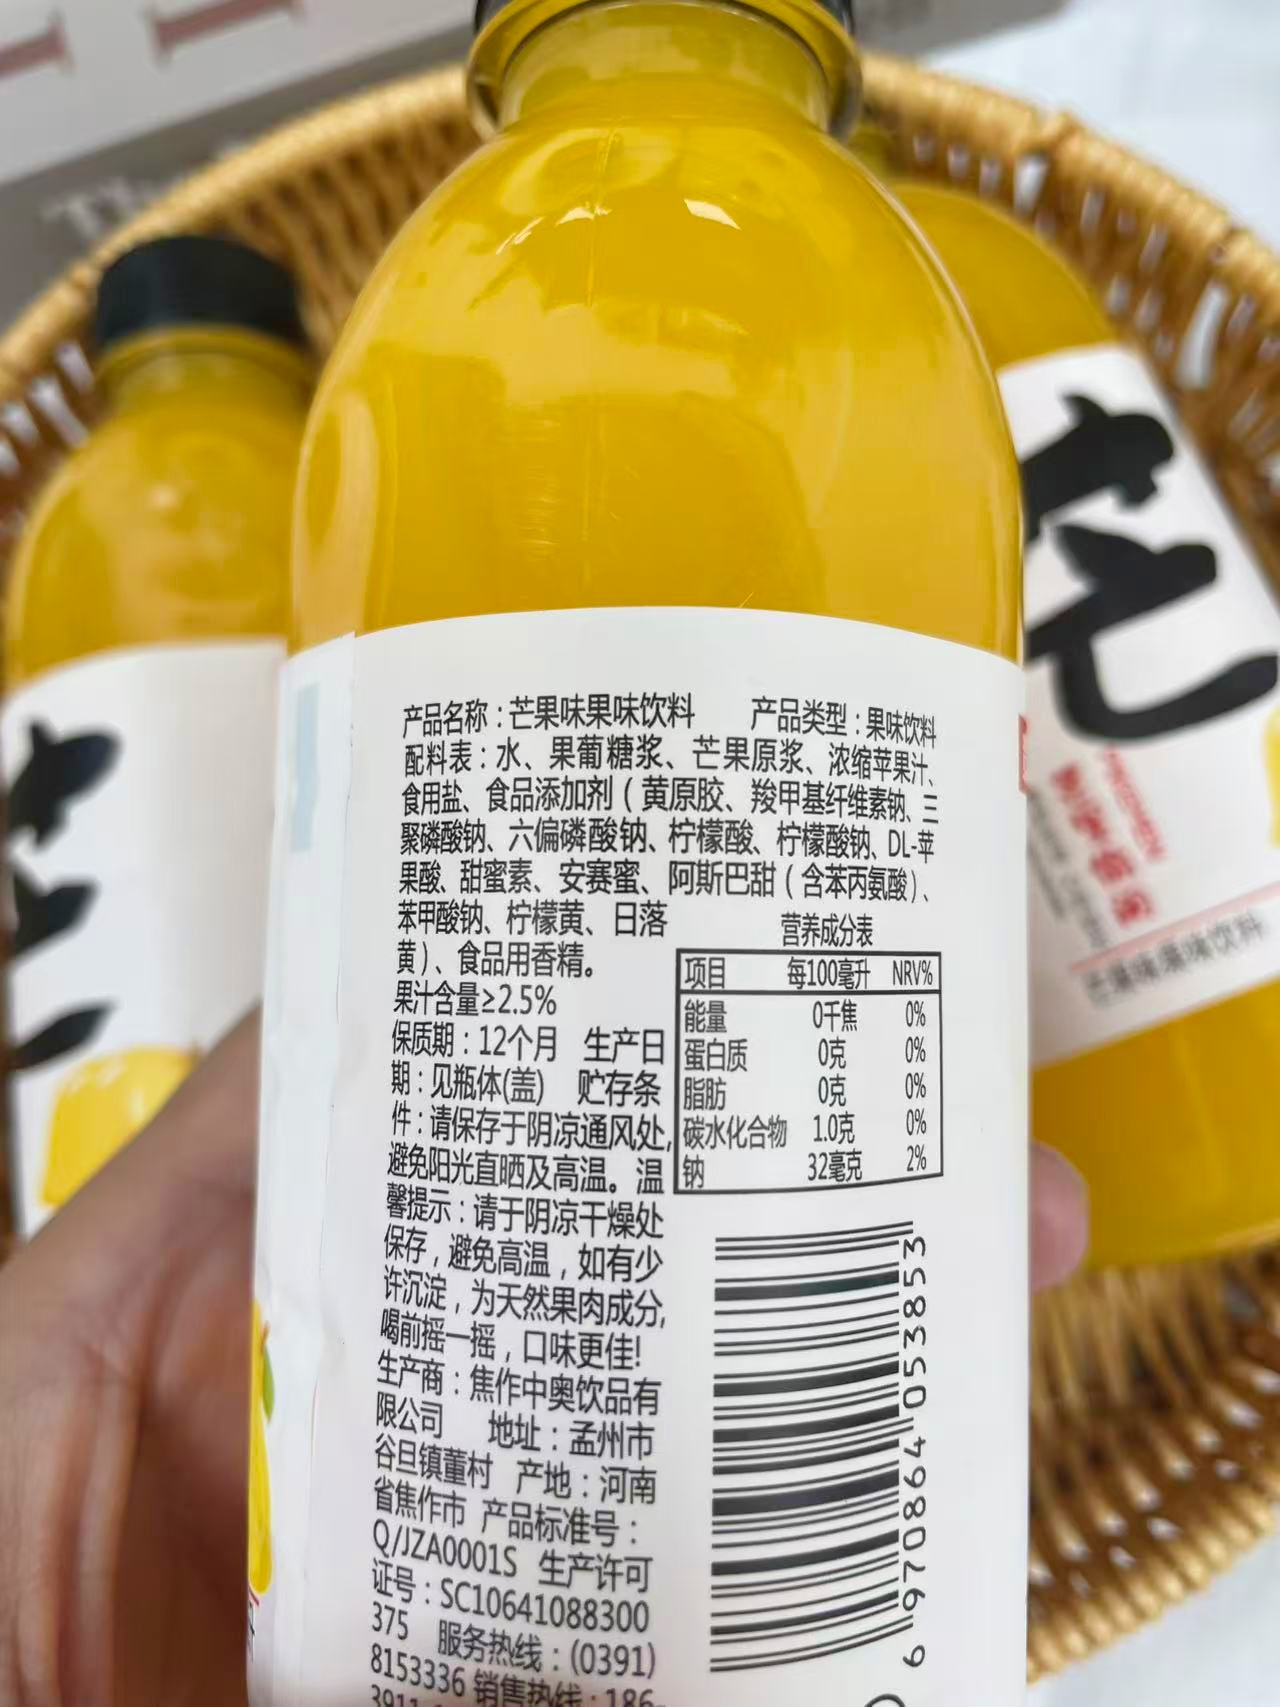 产品名称：芒果味果味饮料 产品类型：果味饮料
配料表：水、果葡糖浆、芒果原浆、浓缩苹果汁、
食用盐、食品添加剂（黄原胶、羧甲基纤维素钠、三
聚磷酸钠、六偏磷酸钠、柠檬酸、柠檬酸钠、DL-苹
果酸、甜蜜素、安赛蜜、阿斯巴甜（含苯丙氨酸）、
苯甲酸钠、柠檬黄、日落
黄）、食品用香精。
果汁含量≥2.5%
保质期：12个月 生产日
期：见瓶体(盖) 贮存条
件：请保存于阴凉通风处,
避免阳光直晒及高温。温
馨提示：请于阴凉干燥处
保存，避免高温，如有少
许沉淀，为天然果肉成分,
喝前摇一摇，口味更佳!
生产商：焦作中奥饮品有
限公司 地址：孟州市
谷旦镇董村 产地：河南
省焦作市 产品标准号：
Q/JZA0001S 生产许可
证号：SC10641088300
375 服务热线：(0391)
8153336 销售热线：186-
营养成分表
项目 每100毫升 NRV%
能量 0千焦 0%
蛋白质 0克 0%
脂肪 0克 0%
碳水化合物 1.0克 0%
钠 32毫克 2%
6 970864 053853
芒果味果味饮料